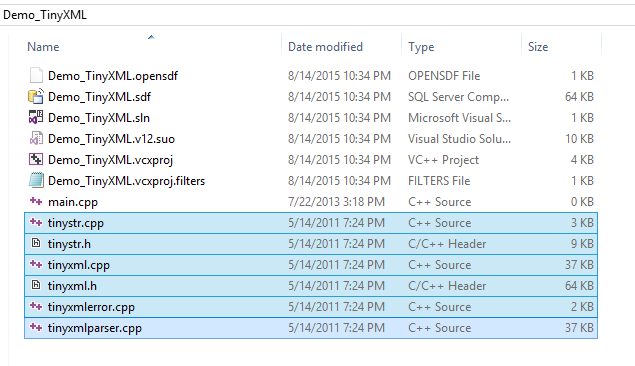 Demo_TinyXML
Name Date modified Type Size
Demo_TinyXML.opensdf 8/14/2015 10:34 PM OPENSDF File 1 KB
Demo_TinyXML.sdf 8/14/2015 10:34 PM SQL Server Comp... 64 KB
Demo_TinyXML.sln 8/14/2015 10:34 PM Microsoft Visual S... 1 KB
Demo_TinyXML.v12.suo 8/14/2015 10:34 PM Visual Studio Solu... 10 KB
Demo_TinyXML.vcxproj 8/14/2015 10:34 PM VC++ Project 4 KB
Demo_TinyXML.vcxproj.filters 8/14/2015 10:34 PM FILTERS File 1 KB
main.cpp 7/22/2013 3:18 PM C++ Source 0 KB
tinystr.cpp 5/14/2011 7:24 PM C++ Source 3 KB
tinystr.h 5/14/2011 7:24 PM C/C++ Header 9 KB
tinyxml.cpp 5/14/2011 7:24 PM C++ Source 37 KB
tinyxml.h 5/14/2011 7:24 PM C/C++ Header 64 KB
tinyxmlerror.cpp 5/14/2011 7:24 PM C++ Source 2 KB
tinyxmlparser.cpp 5/14/2011 7:24 PM C++ Source 37 KB